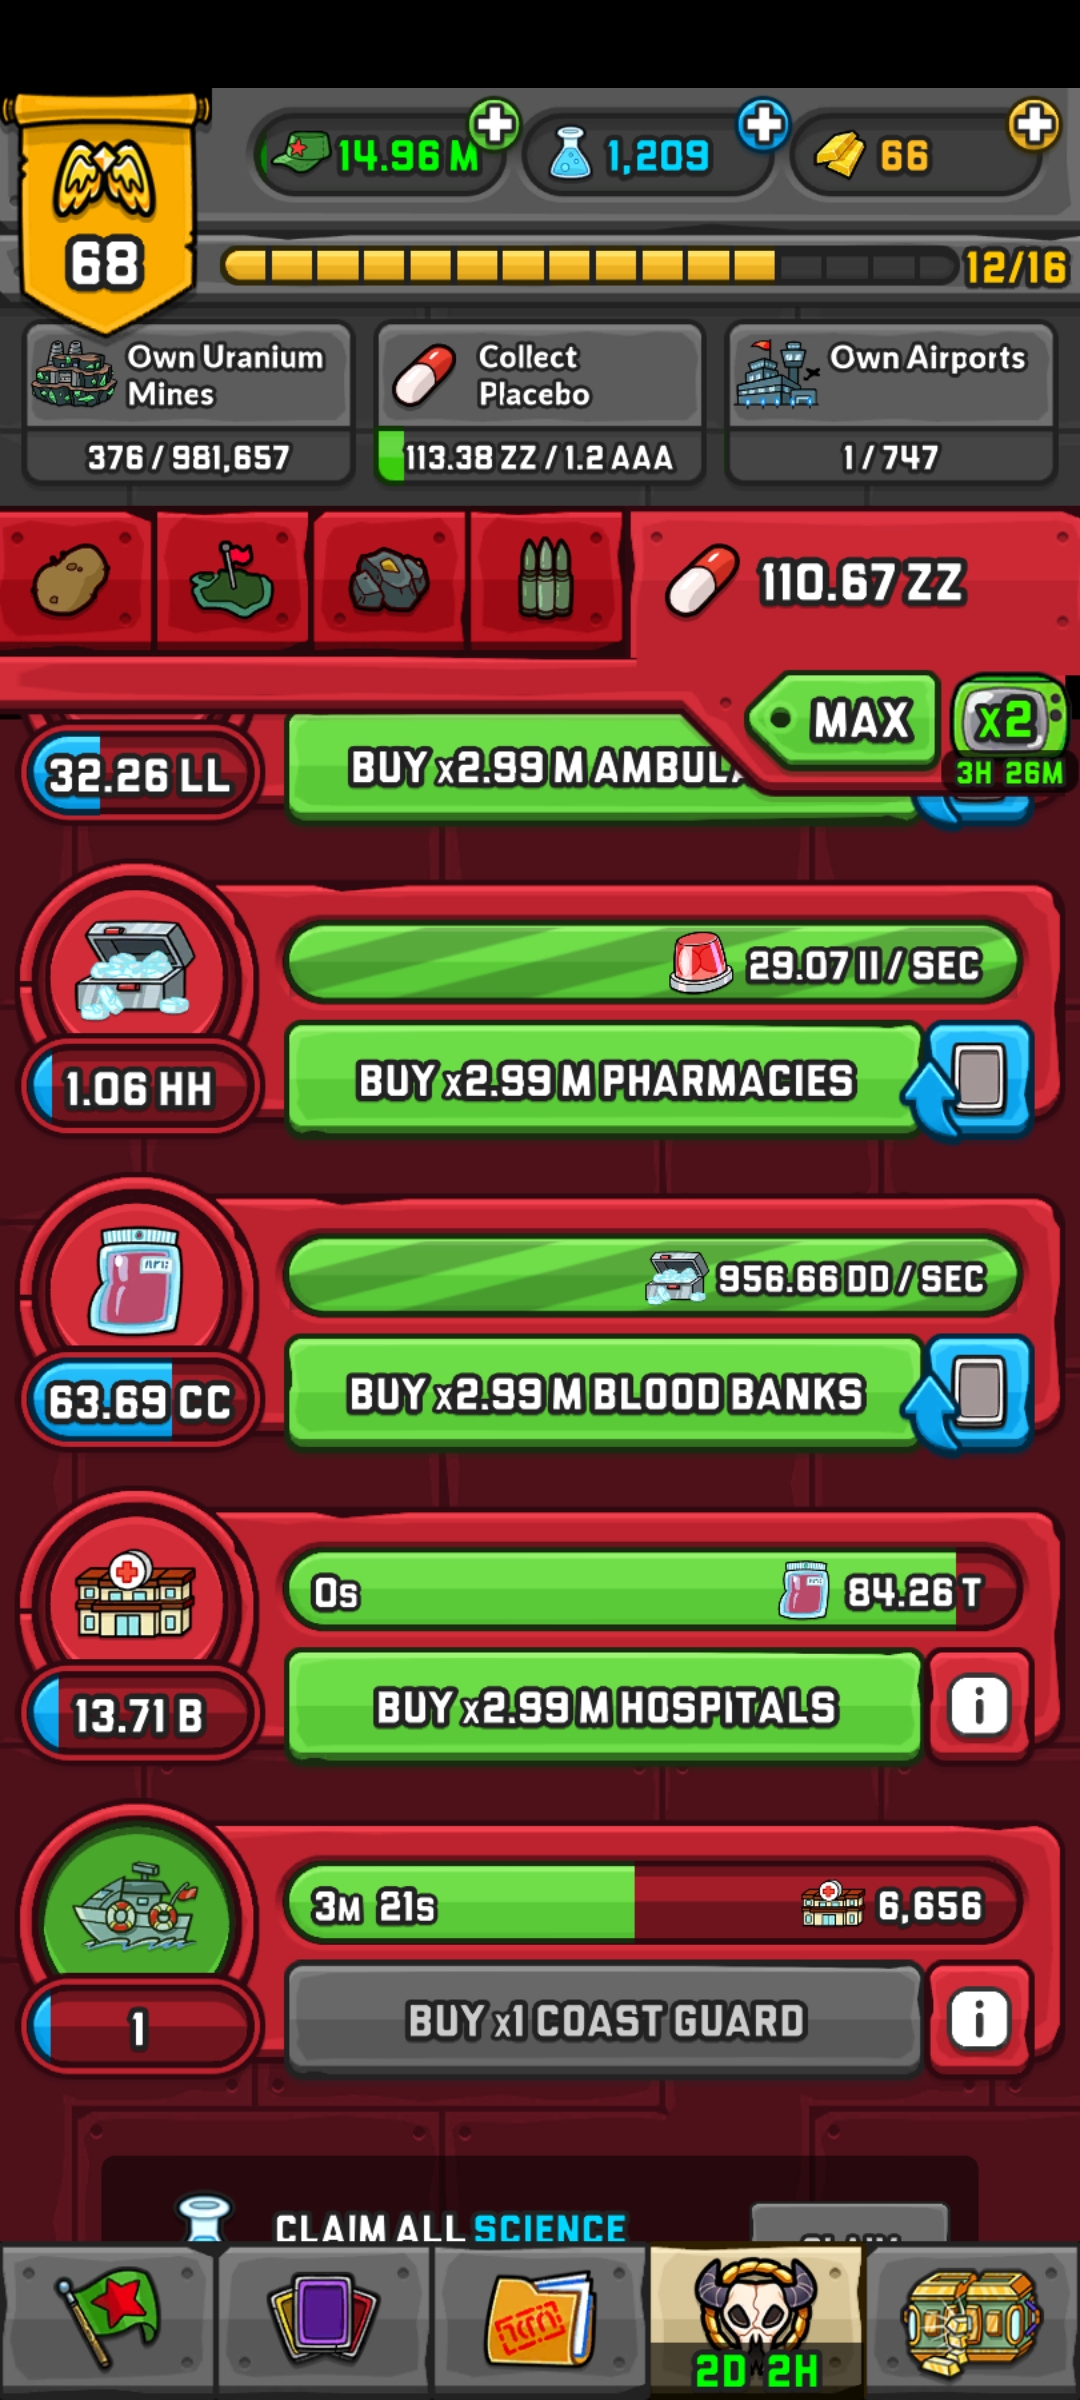 14.96 M
1,209
66
68
12/16
Own Uranium
Mines
376 / 981,657
Collect
Placebo
113.38 ZZ / 1.2 AAA
Own Airports
1 / 747
110.67 ZZ
MAX
x2
3H 26M
32.26 LL
BUY x2.99 M
29.07 II / SEC
1.06 HH
BUY x2.99 M PHARMACIES
956.66 DD / SEC
63.69 CC
BUY x2.99 M BLOOD BANKS
0s
84.26 T
13.71 B
BUY x2.99 M HOSPITALS
i
3M 21s
6,656
1
BUY x1 COAST GUARD
i
CLAIM ALL SCIENCE
2D 2H